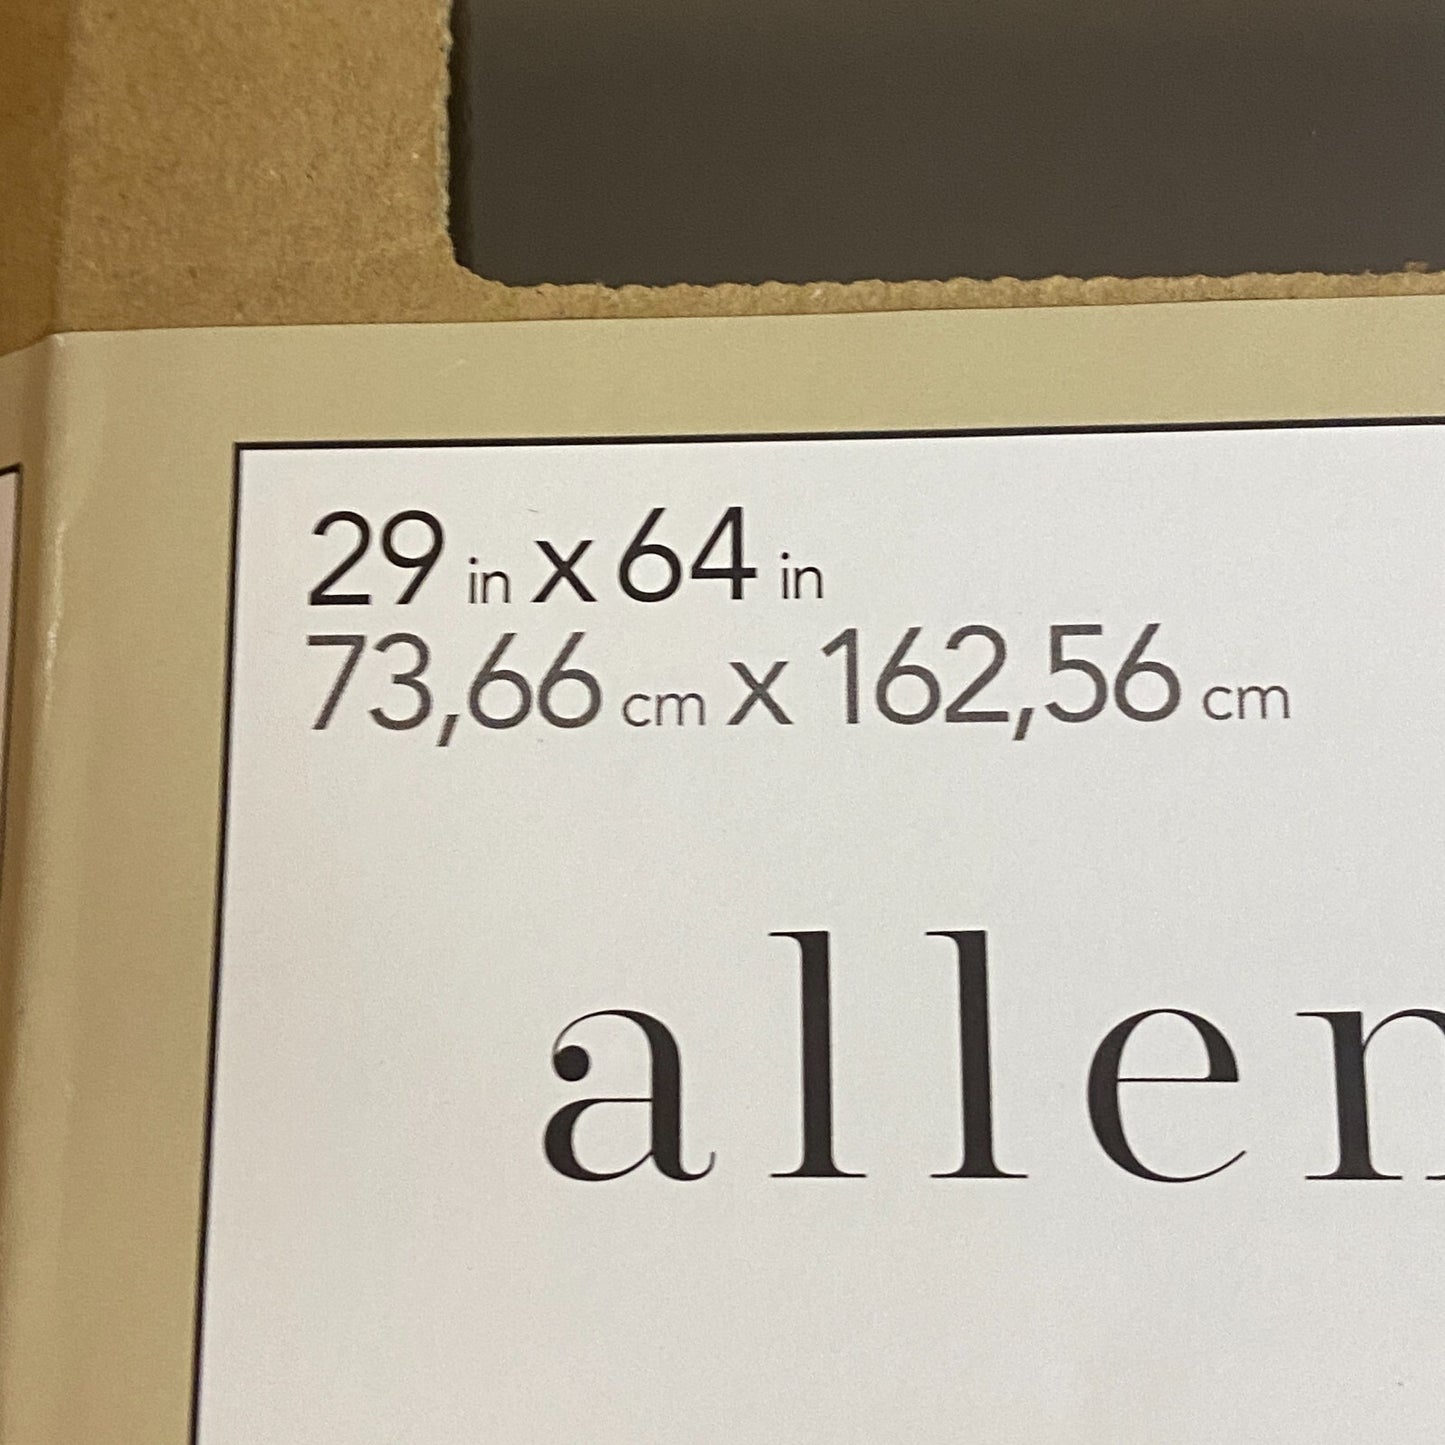 29 in x 64 in
73,66 cm x 162,56 cm
allen